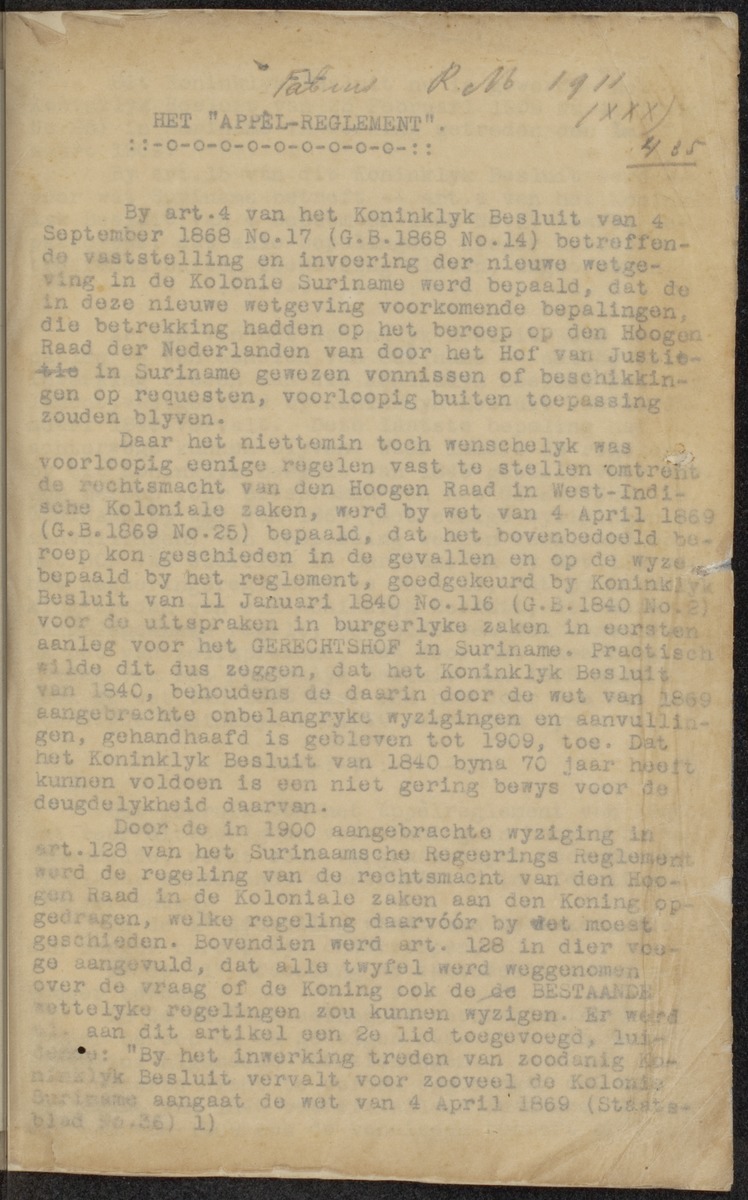 R. M 1911
(XXX)
HET "APPÈL-REGLEMENT".
4 35
::-o-o-o-o-o-o-o-o-o-::
By art.4 van het Koninklyk Besluit van 4
September 1868 No.17 (G.B.1868 No.14) betreffen-
de vaststelling en invoering der nieuwe wetge-
ving in de Kolonie Suriname werd bepaald, dat de
in deze nieuwe wetgeving voorkomende bepalingen,
die betrekking hadden op het beroep op den Hoogen
Raad der Nederlanden van door het Hof van Justie-
tie in Suriname gewezen vonnissen of beschikkin-
gen op requesten, voorloopig buiten toepassing
zouden blyven.
Daar het niettemin toch wenschelyk was
voorloopig eenige regelen vast te stellen omtrent
de rechtsmacht van den Hoogen Raad in West-Indi-
sche Koloniale zaken, werd by wet van 4 April 1869
(G.B.1869 No.25) bepaald, dat het bovenbedoeld be-
roep kon geschieden in de gevallen en op de wyze
bepaald by het reglement, goedgekeurd by Koninklyk
Besluit van 11 Januari 1840 No.116 (G.B.1840 No.2)
voor de uitspraken in burgerlyke zaken in eersten
aanleg voor het GERECHTSHOF in Suriname. Practisch
wilde dit dus zeggen, dat het Koninklyk Besluit
van 1840, behoudens de daarin door de wet van 1869
aangebrachte onbelangryke wyzigingen en aanvullin-
gen, gehandhaafd is gebleven tot 1909, toe. Dat
het Koninklyk Besluit van 1840 byna 70 jaar heeft
kunnen voldoen is een niet gering bewys voor de
deugdelykheid daarvan.
Door de in 1900 aangebrachte wyziging in
art.128 van het Surinaamsche Regeerings Reglement
werd de regeling van de rechtsmacht van den Hoo-
gen Raad in de Koloniale zaken aan den Koning op-
gedragen, welke regeling daarvóór by wet moest
geschieden. Bovendien werd art. 128 in dier voe-
ge aangevuld, dat alle twyfel werd weggenomen
over de vraag of de Koning ook de de BESTAANDE
wettelyke regelingen zou kunnen wyzigen. Er werd
nl. aan dit artikel een 2e lid toegevoegd, lui-
dende: "By het inwerking treden van zoodanig Ko-
ninklyk Besluit vervalt voor zooveel de Kolonie
Suriname aangaat de wet van 4 April 1869 (Staats-
blad No.36) 1)